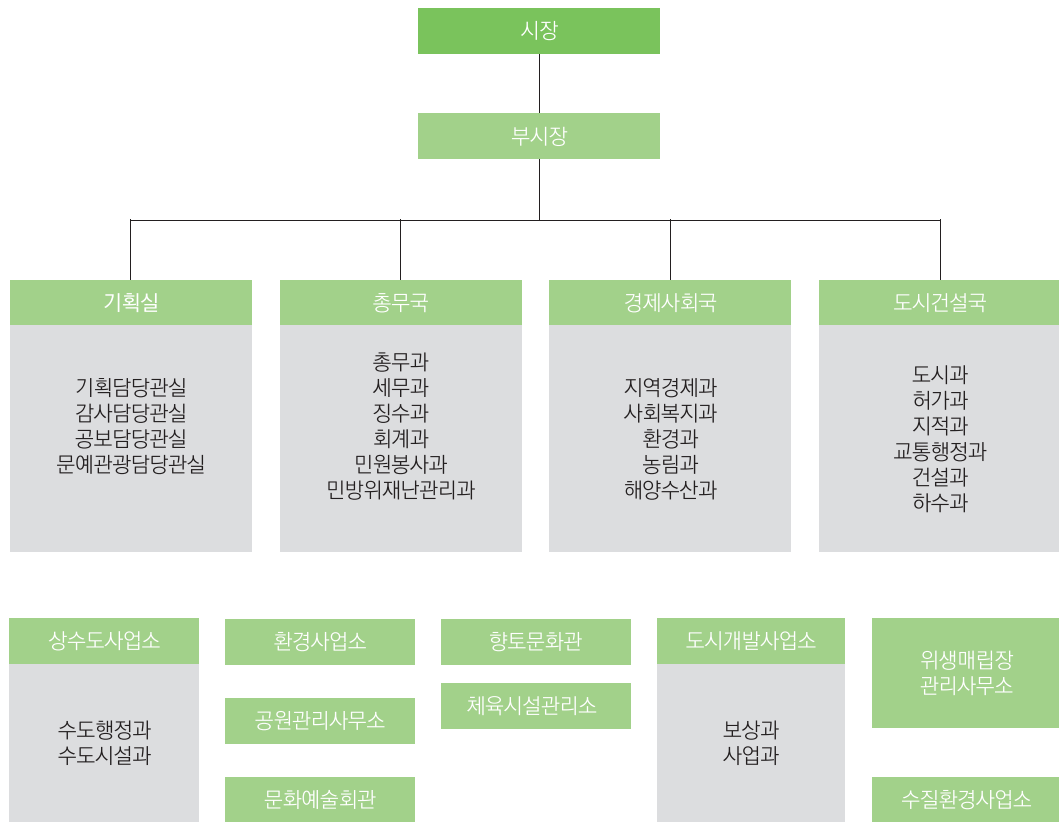 시장
부시장
기획실
기획담당관실
감사담당관실
공보담당관실
문예관광담당관실
총무국
총무과
세무과
징수과
회계과
민원봉사과
민방위재난관리과
경제사회국
지역경제과
사회복지과
환경과
농림과
해양수산과
도시건설국
도시과
허가과
지적과
교통행정과
건설과
하수과
상수도사업소
수도행정과
수도시설과
환경사업소
공원관리사무소
문화예술회관
향토문화관
체육시설관리소
도시개발사업소
보상과
사업과
위생매립장
관리사무소
수질환경사업소